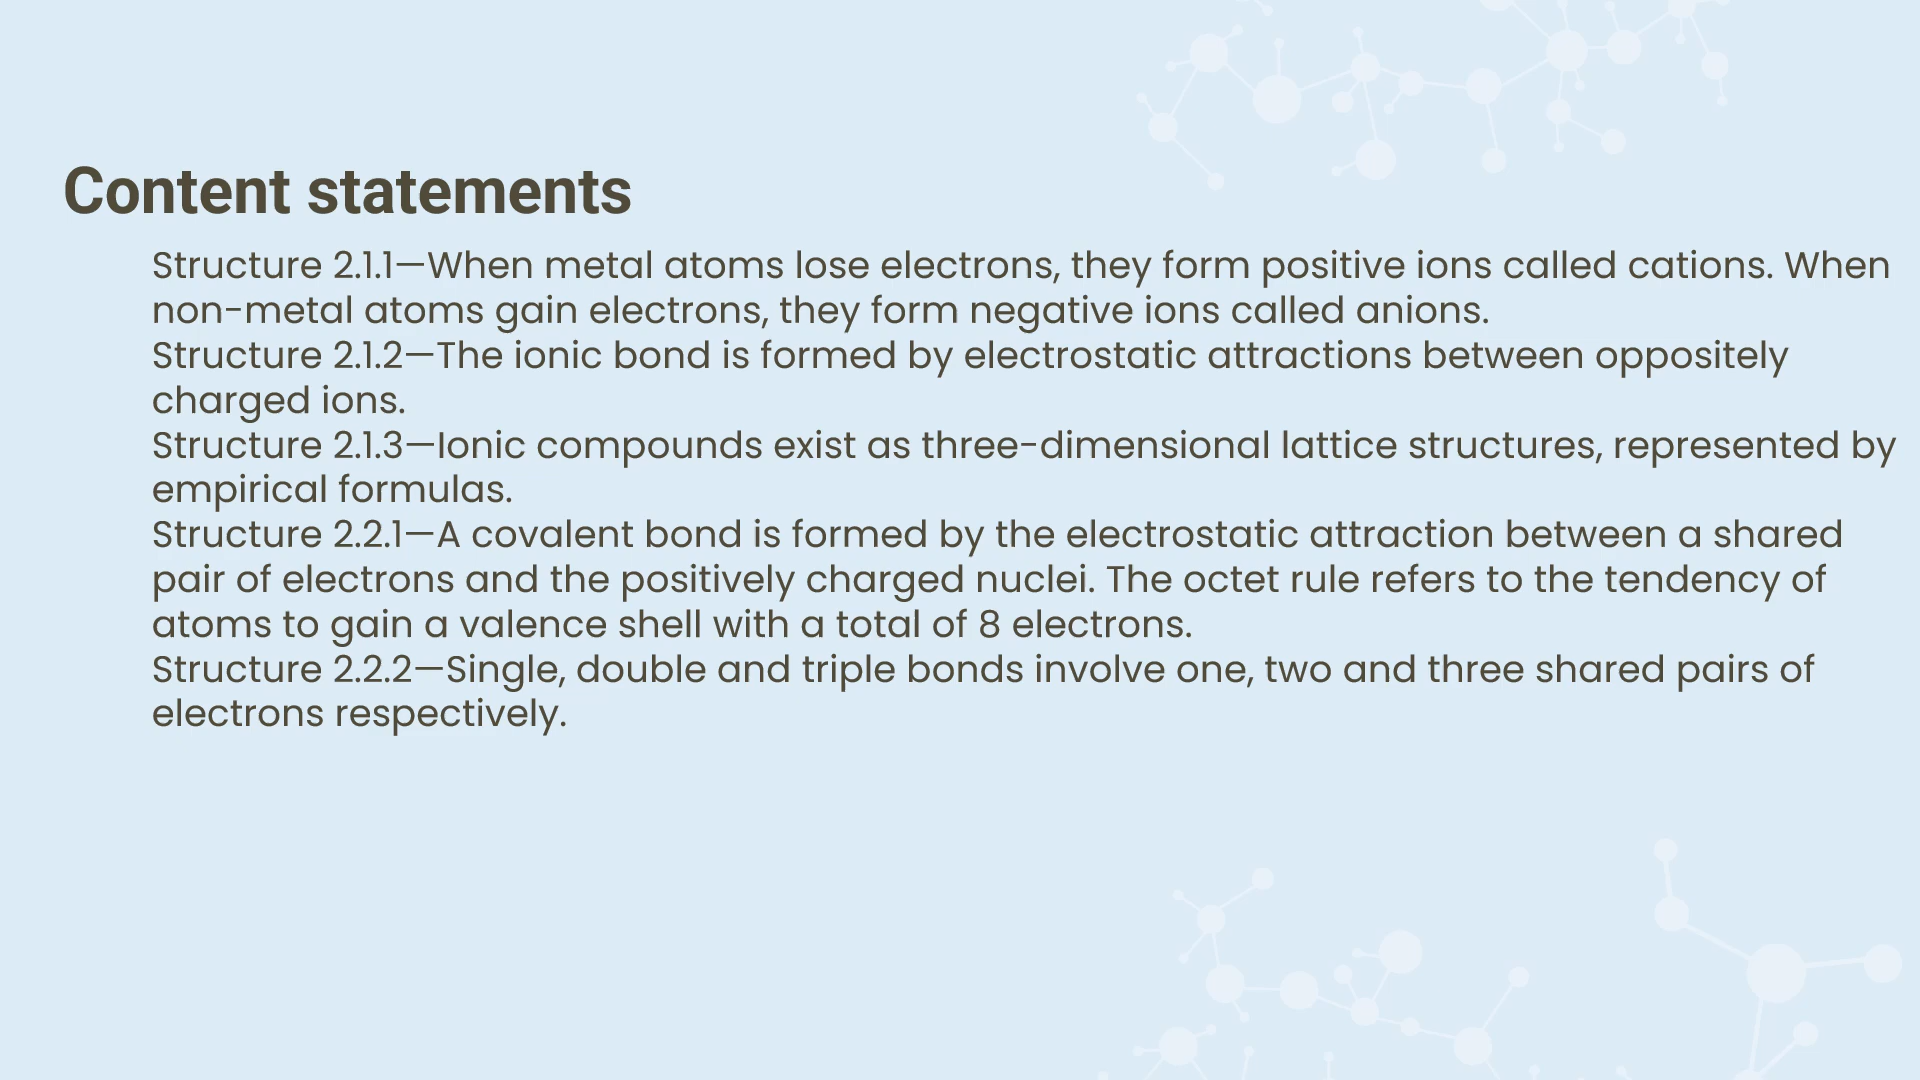 Content statements
Structure 2.1.1—When metal atoms lose electrons, they form positive ions called cations. When
non-metal atoms gain electrons, they form negative ions called anions.
Structure 2.1.2—The ionic bond is formed by electrostatic attractions between oppositely
charged ions.
Structure 2.1.3—Ionic compounds exist as three-dimensional lattice structures, represented by
empirical formulas.
Structure 2.2.1—A covalent bond is formed by the electrostatic attraction between a shared
pair of electrons and the positively charged nuclei. The octet rule refers to the tendency of
atoms to gain a valence shell with a total of 8 electrons.
Structure 2.2.2—Single, double and triple bonds involve one, two and three shared pairs of
electrons respectively.